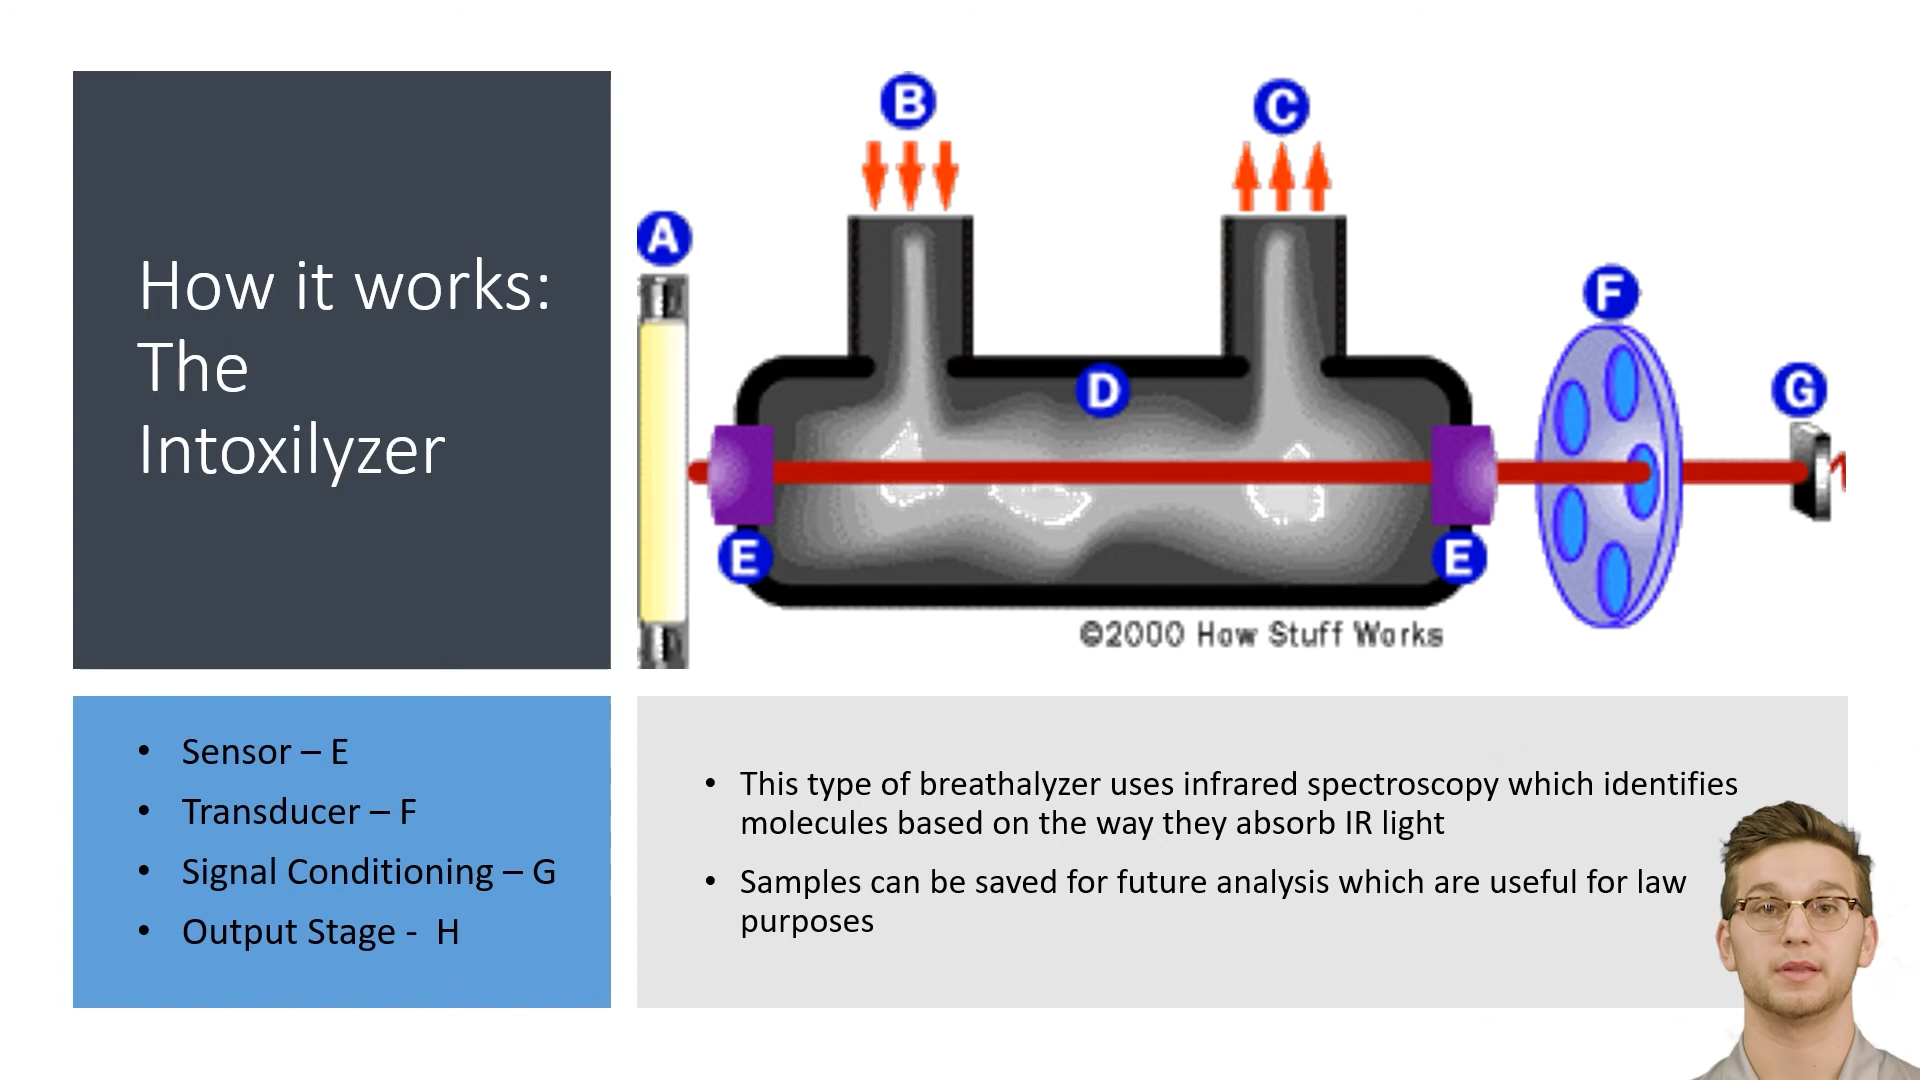 How it works:
The
Intoxilyzer
A
B
C
D
E
E
F
G
©2000 How Stuff Works
• Sensor – E
• Transducer – F
• Signal Conditioning – G
• Output Stage - H
• This type of breathalyzer uses infrared spectroscopy which identifies
molecules based on the way they absorb IR light
• Samples can be saved for future analysis which are useful for law
purposes